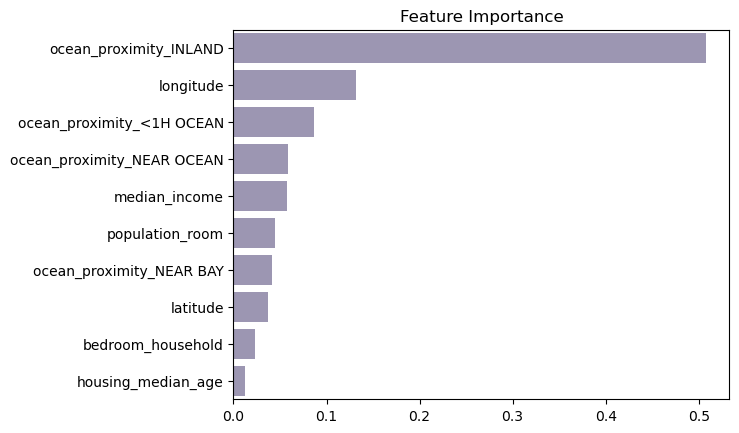 Feature Importance
ocean_proximity_INLAND
longitude
ocean_proximity_<1H OCEAN
ocean_proximity_NEAR OCEAN
median_income
population_room
ocean_proximity_NEAR BAY
latitude
bedroom_household
housing_median_age
0.0 0.1 0.2 0.3 0.4 0.5